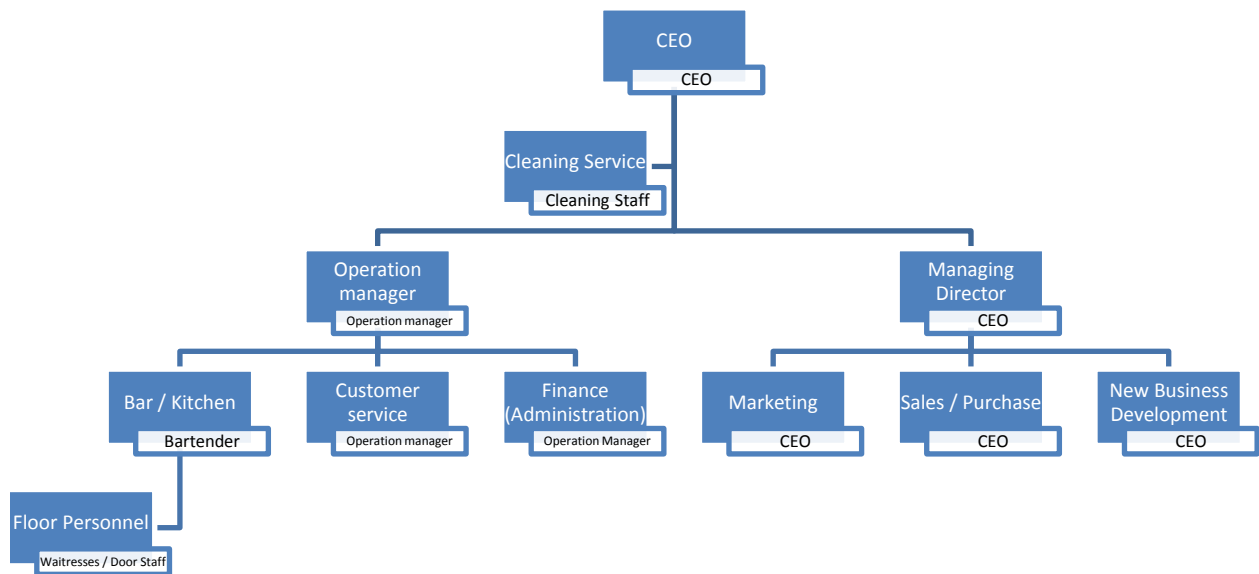 CEO
CEO
Cleaning Service
Cleaning Staff
Operation
manager
Operation manager
Managing
Director
CEO
Bar / Kitchen
Bartender
Customer
service
Operation manager
Finance
(Administration)
Operation Manager
Marketing
CEO
Sales / Purchase
CEO
New Business
Development
CEO
Floor Personnel
Waitresses / Door Staff